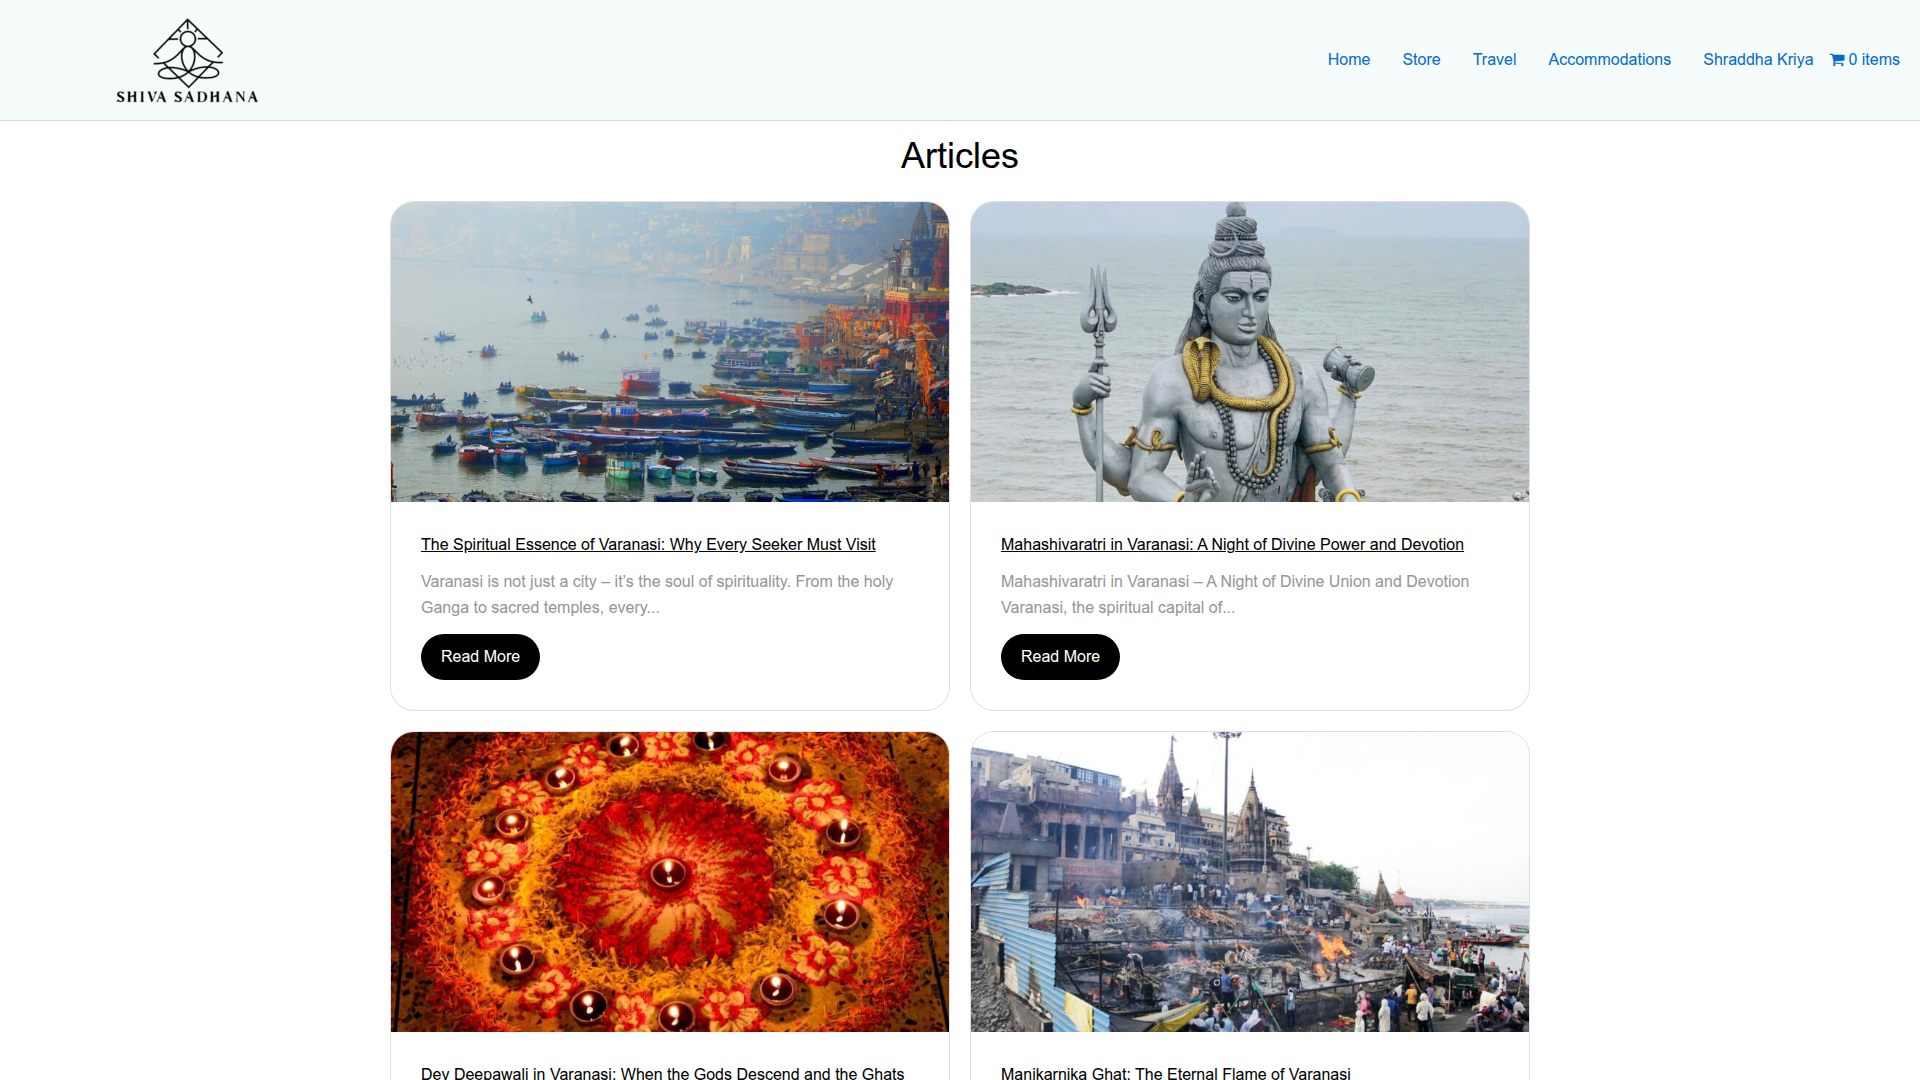 SHIVA SADHANA
Home Store Travel Accommodations Shraddha Kriya 0 items
Articles
The Spiritual Essence of Varanasi: Why Every Seeker Must Visit
Varanasi is not just a city – it’s the soul of spirituality. From the holy
Ganga to sacred temples, every...
Read More
Mahashivaratri in Varanasi: A Night of Divine Power and Devotion
Mahashivaratri in Varanasi – A Night of Divine Union and Devotion
Varanasi, the spiritual capital of...
Read More
Dev Deepawali in Varanasi: When the Gods Descend and the Ghats
Manikarnika Ghat: The Eternal Flame of Varanasi